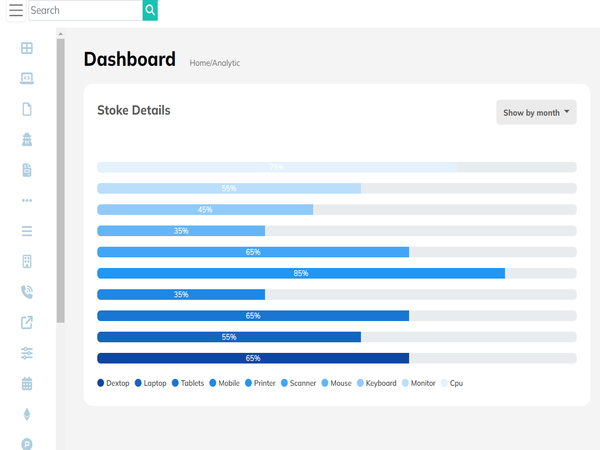 Search
Dashboard
Home/Analytic
Stoke Details
Show by month
75%
55%
45%
35%
65%
85%
35%
65%
55%
65%
Dextop Laptop Tablets Mobile Printer Scanner Mouse Keyboard Monitor Cpu